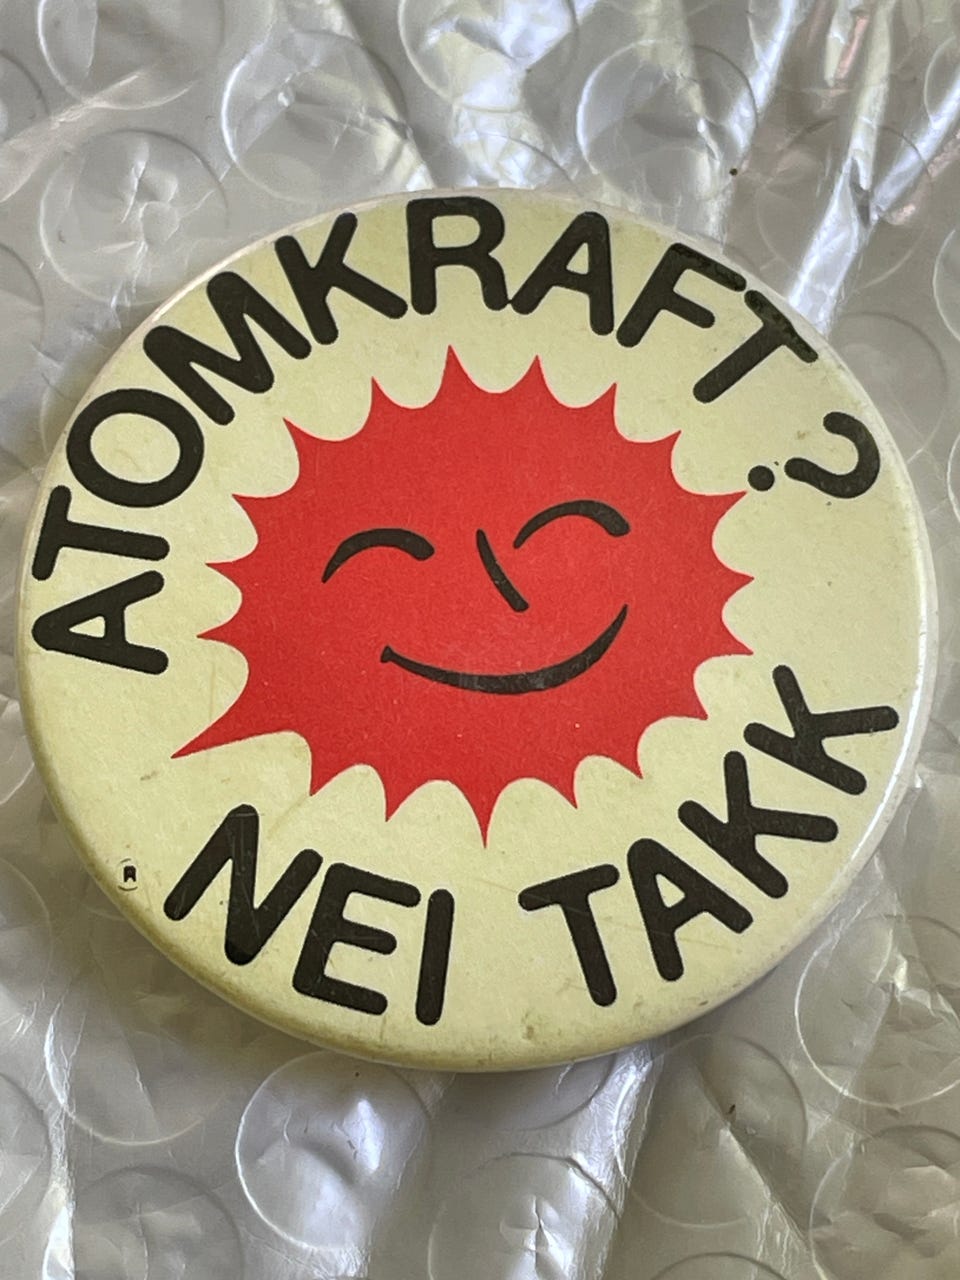 ATOMKRAFT?
NEI TAKK
®